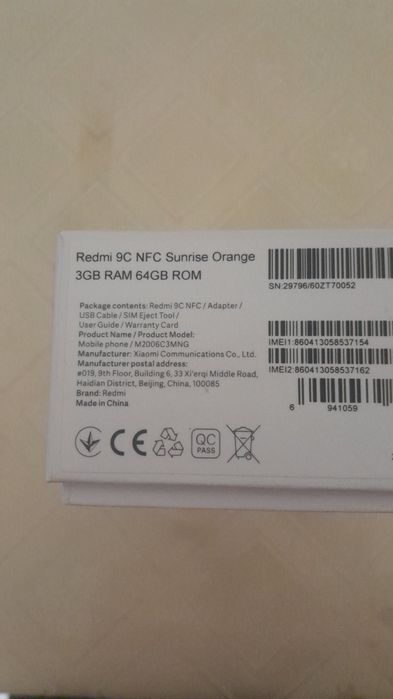 Redmi 9C NFC Sunrise Orange
3GB RAM 64GB ROM
SN:29796/60ZT70052
Package contents: Redmi 9C NFC / Adapter /
USB Cable / SIM Eject Tool /
User Guide / Warranty Card
Product Name / Product Model:
Mobile phone / M2006C3MNG
Manufacturer: Xiaomi Communications Co., Ltd.
Manufacturer postal address:
#019, 9th Floor, Building 6, 33 Xi'erqi Middle Road,
Haidian District, Beijing, China, 100085
Brand: Redmi
Made in China
IMEI1:860413058537154
IMEI2:860413058537162
6 941059
CE
QC
PASS